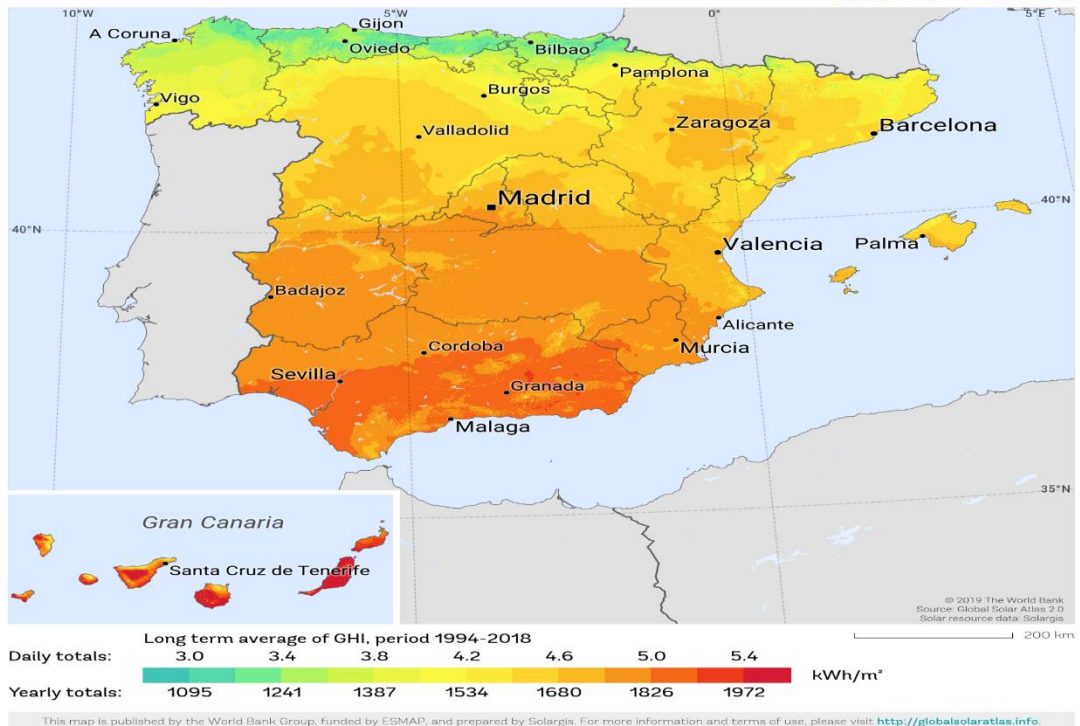 10°W
5°W
0°
5°E
Gijon
A Coruna
Oviedo
Bilbao
Pamplona
Vigo
Burgos
Valladolid
Zaragoza
Barcelona
Madrid
40°N
40°N
Valencia
Palma
Badajoz
Alicante
Cordoba
Murcia
Sevilla
Granada
Malaga
35°N
Gran Canaria
Santa Cruz de Tenerife
© 2019 The World Bank
Source: Global Solar Atlas 2.0
Solar resource data: Solargis
200 km
Long term average of GHI, period 1994-2018
Daily totals: 3.0 3.4 3.8 4.2 4.6 5.0 5.4
kWh/m²
Yearly totals: 1095 1241 1387 1534 1680 1826 1972
This map is published by the World Bank Group, funded by ESMAP, and prepared by Solargis. For more information and terms of use, please visit http://globalsolaratlas.info.